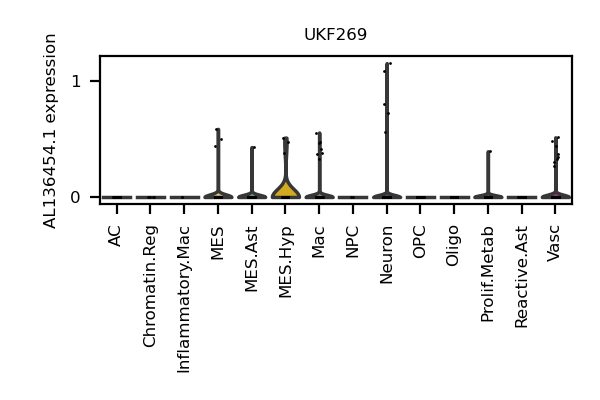 UKF269
AL136454.1 expression
1
0
AC
Chromatin.Reg
Inflammatory.Mac
MES
MES.Ast
MES.Hyp
Mac
NPC
Neuron
OPC
Oligo
Prolif.Metab
Reactive.Ast
Vasc